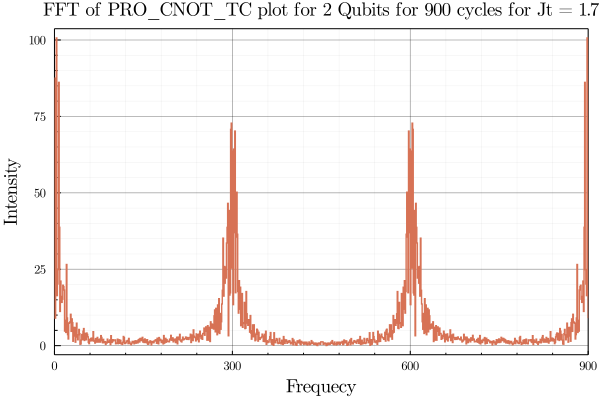 FFT of PRO_CNOT_TC plot for 2 Qubits for 900 cycles for Jt = 1.7
100
75
50
25
0
Intensity
0 300 600 900
Frequecy